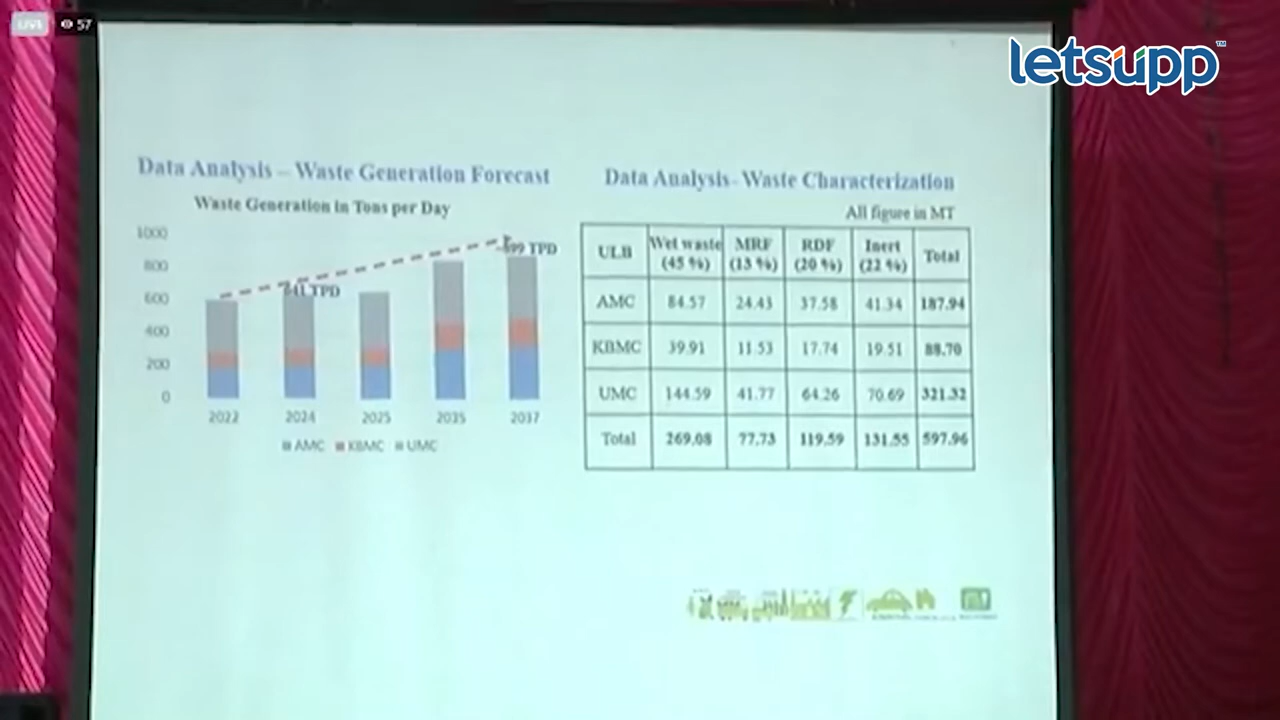 LIVE
57
letsupp™
Data Analysis – Waste Generation Forecast
Waste Generation in Tons per Day
1000
800
600
400
200
0
TPD
TPD
2022 2024 2025 2035 2037
AMC KBMC UMC
Data Analysis- Waste Characterization
All figure in MT
ULB Wet waste (45 %) MRF (13 %) RDF (20 %) Inert (22 %) Total
AMC 84.57 24.43 37.58 41.34 187.94
KBMC 39.91 11.53 17.74 19.51 88.70
UMC 144.59 41.77 64.26 70.69 321.32
Total 269.08 77.73 119.59 131.55 597.96